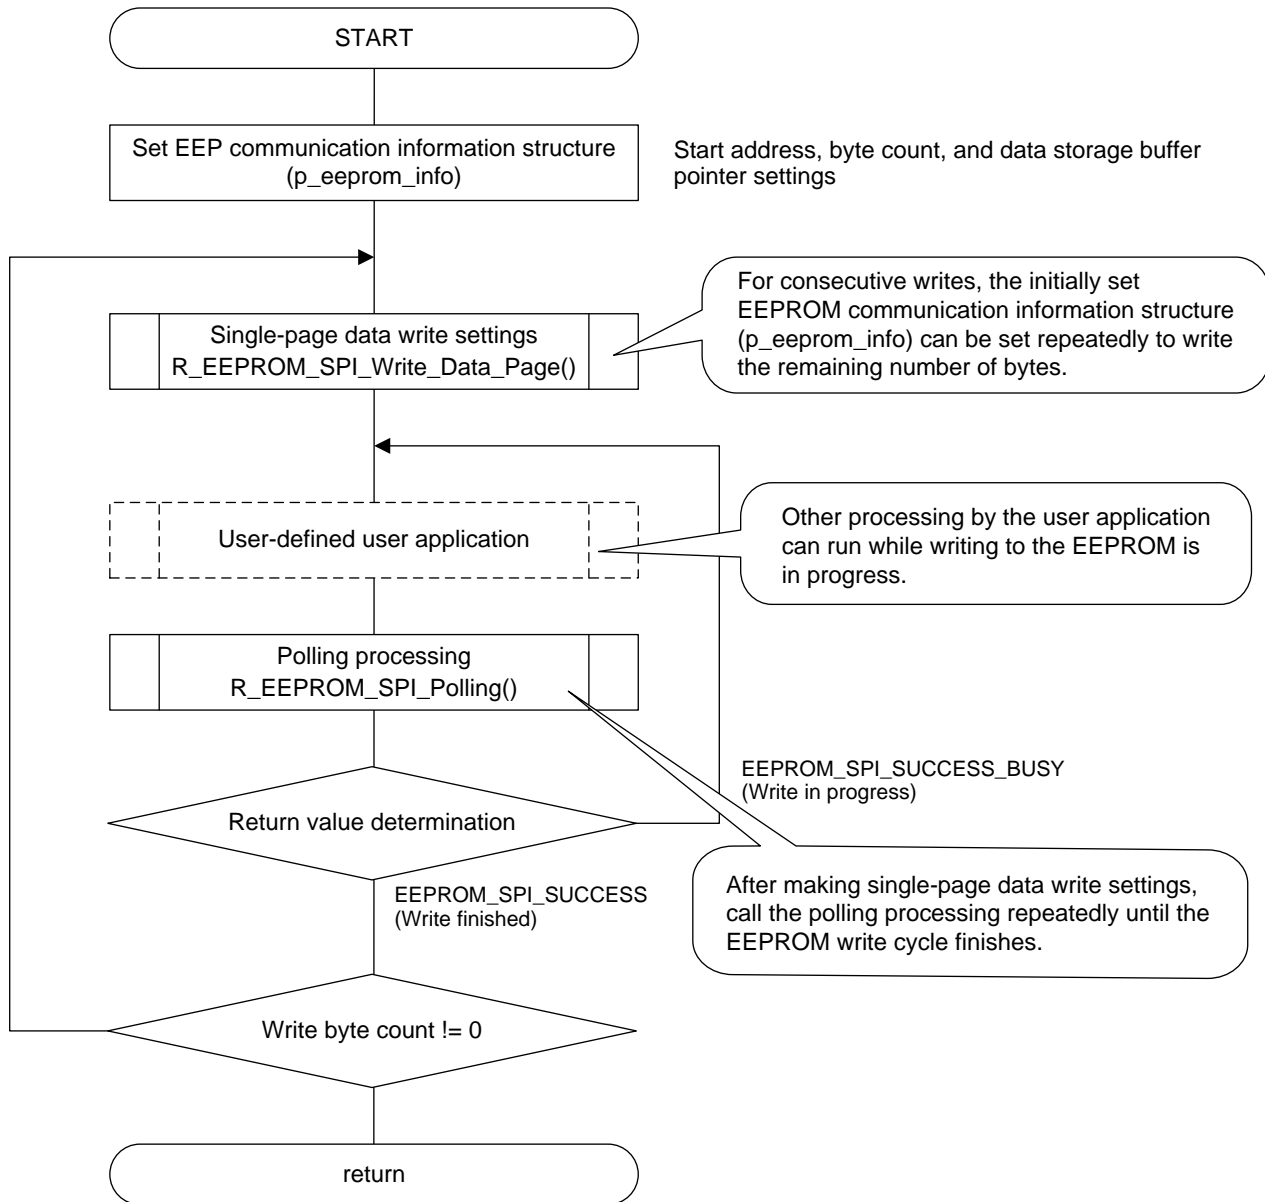 START
Set EEP communication information structure
(p_eeprom_info)
Start address, byte count, and data storage buffer
pointer settings
For consecutive writes, the initially set
EEPROM communication information structure
(p_eeprom_info) can be set repeatedly to write
the remaining number of bytes.
Single-page data write settings
R_EEPROM_SPI_Write_Data_Page()
User-defined user application
Other processing by the user application
can run while writing to the EEPROM is
in progress.
Polling processing
R_EEPROM_SPI_Polling()
EEPROM_SPI_SUCCESS_BUSY
(Write in progress)
Return value determination
EEPROM_SPI_SUCCESS
(Write finished)
After making single-page data write settings,
call the polling processing repeatedly until the
EEPROM write cycle finishes.
Write byte count != 0
return